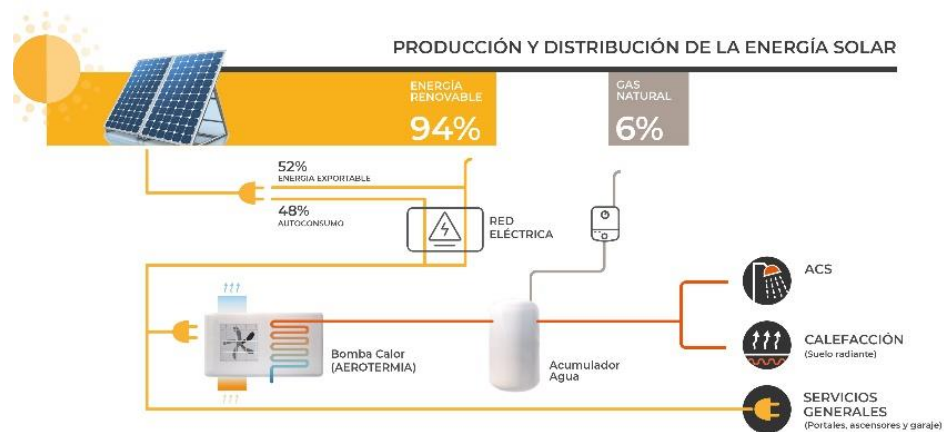 PRODUCCIÓN Y DISTRIBUCIÓN DE LA ENERGÍA SOLAR
ENERGÍA
RENOVABLE
94%
GAS
NATURAL
6%
52%
ENERGIA EXPORTABLE
48%
AUTOCONSUMO
RED
ELÉCTRICA
ACS
Bomba Calor
(AEROTERMIA)
Acumulador
Agua
CALEFACCIÓN
(Suelo radiante)
SERVICIOS
GENERALES
(Portales, ascensores y garaje)